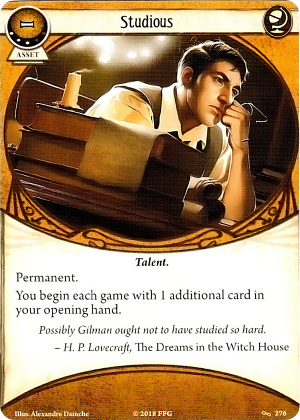 Studious
ASSET
Talent.
Permanent.
You begin each game with 1 additional card in
your opening hand.
Possibly Gilman ought not to have studied so hard.
– H. P. Lovecraft, The Dreams in the Witch House
Illus. Alexandre Dainche
© 2018 FFG
276